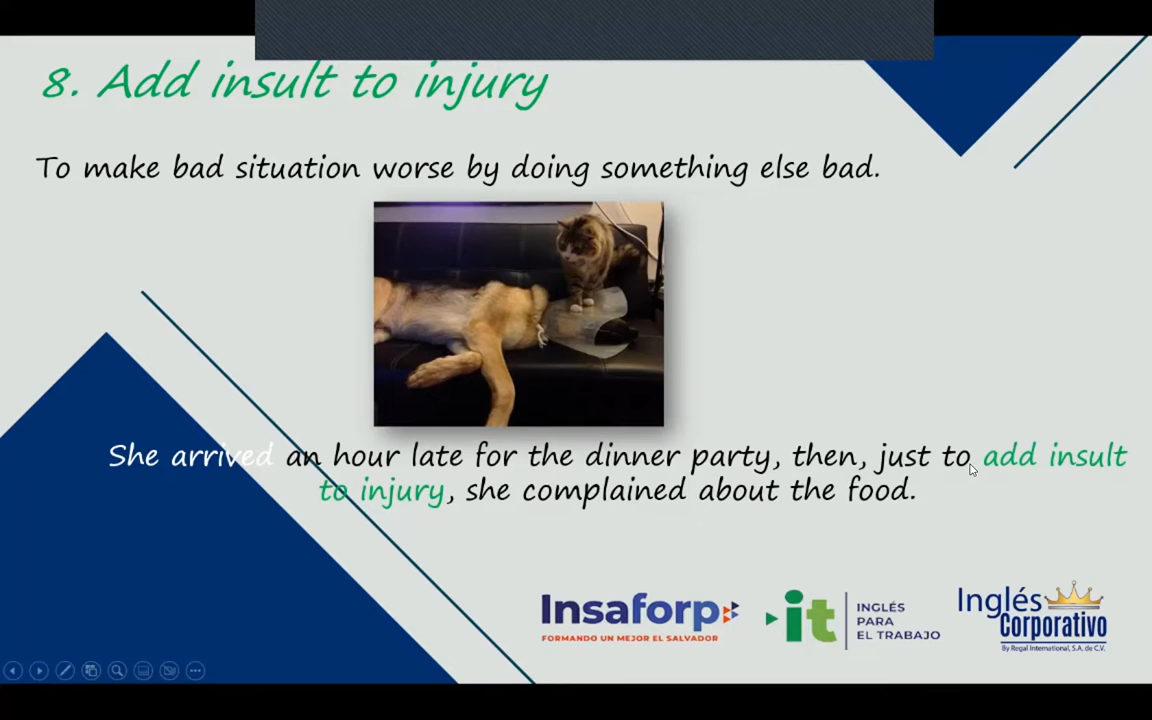 8. Add insult to injury
To make bad situation worse by doing something else bad.
She arrived an hour late for the dinner party, then, just to add insult
to injury, she complained about the food.
Insaforp
FORMANDO UN MEJOR EL SALVADOR
it
INGLÉS
PARA
EL TRABAJO
Inglés
Corporativo
By Regal International, S.A. de C.V.